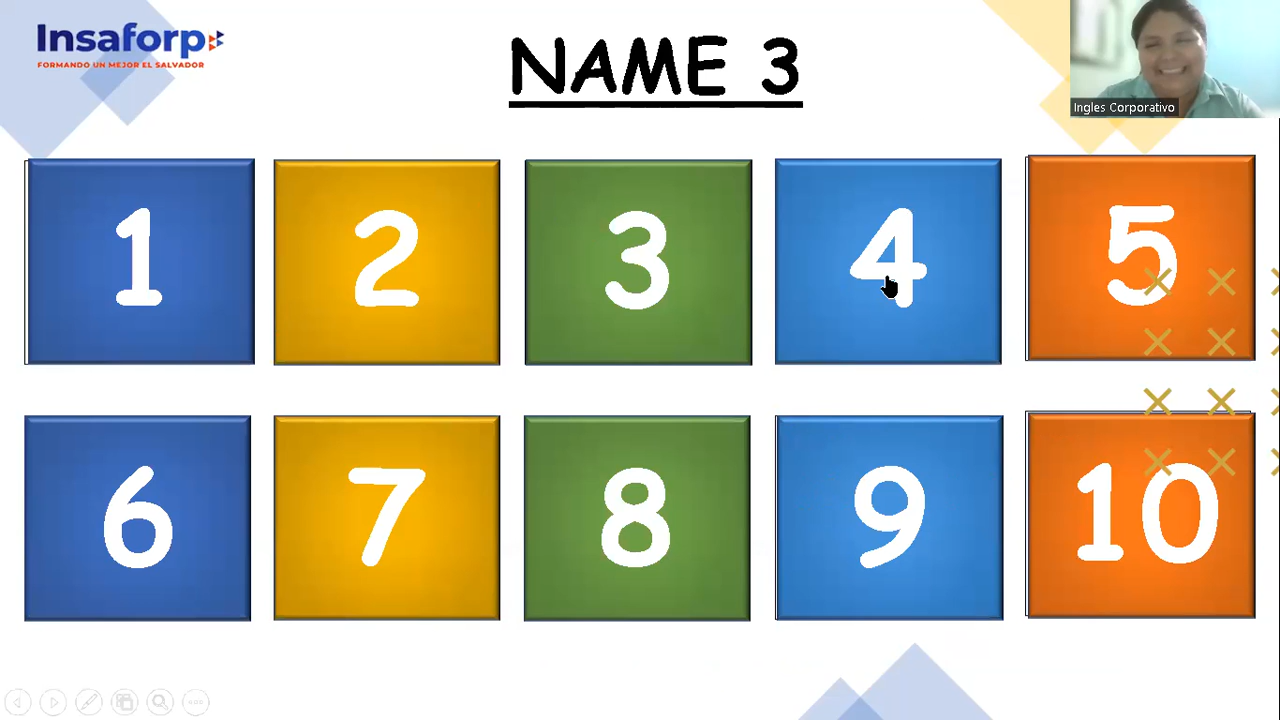 Insaforp
FORMANDO UN MEJOR EL SALVADOR
NAME 3
Ingles Corporativo
1 2 3 4 5
6 7 8 9 10